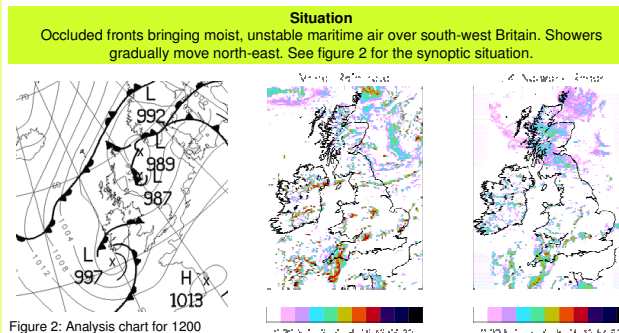 Situation
Occluded fronts bringing moist, unstable maritime air over south-west Britain. Showers
gradually move north-east. See figure 2 for the synoptic situation.
L
992
L
989
L
987
1004
1008
1012
L
997
H
1013
Figure 2: Analysis chart for 1200